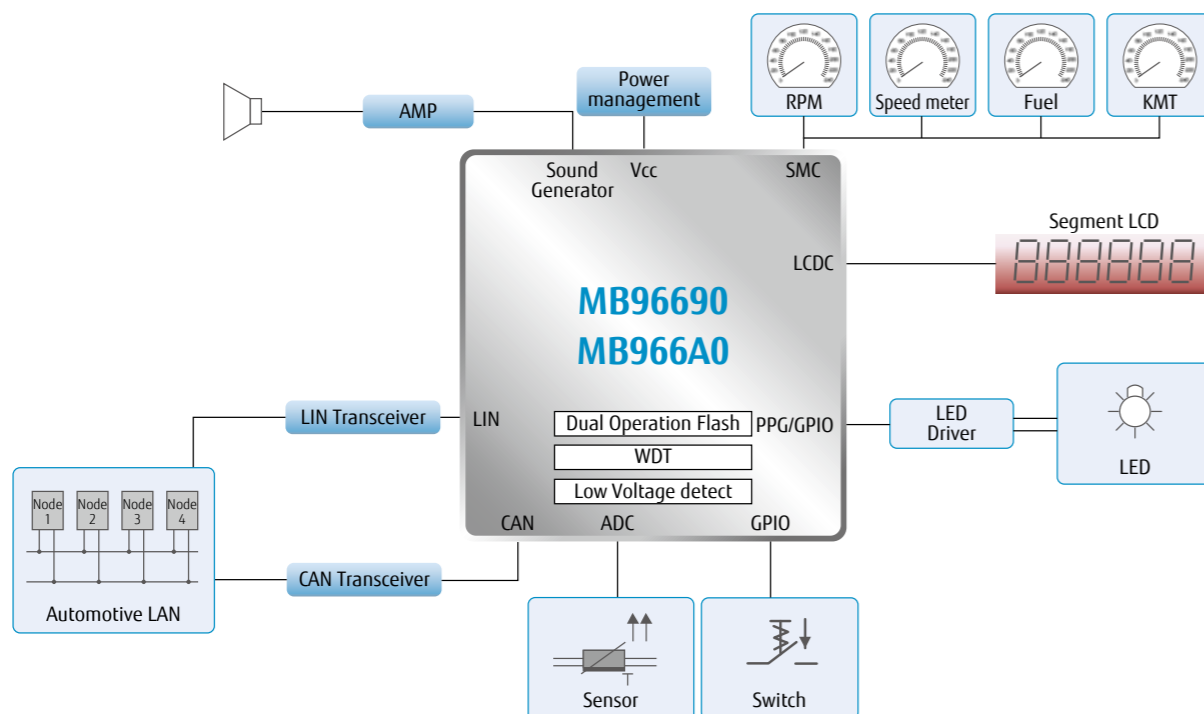 RPM
Speed meter
Fuel
KMT
Power
management
AMP
Sound
Generator
Vcc
SMC
Segment LCD
LCDC
MB96690
MB966A0
LIN Transceiver
LIN
Dual Operation Flash
PPG/GPIO
LED
Driver
LED
WDT
Low Voltage detect
Node
1
Node
2
Node
3
Node
4
CAN
ADC
GPIO
CAN Transceiver
Automotive LAN
Sensor
T
Switch